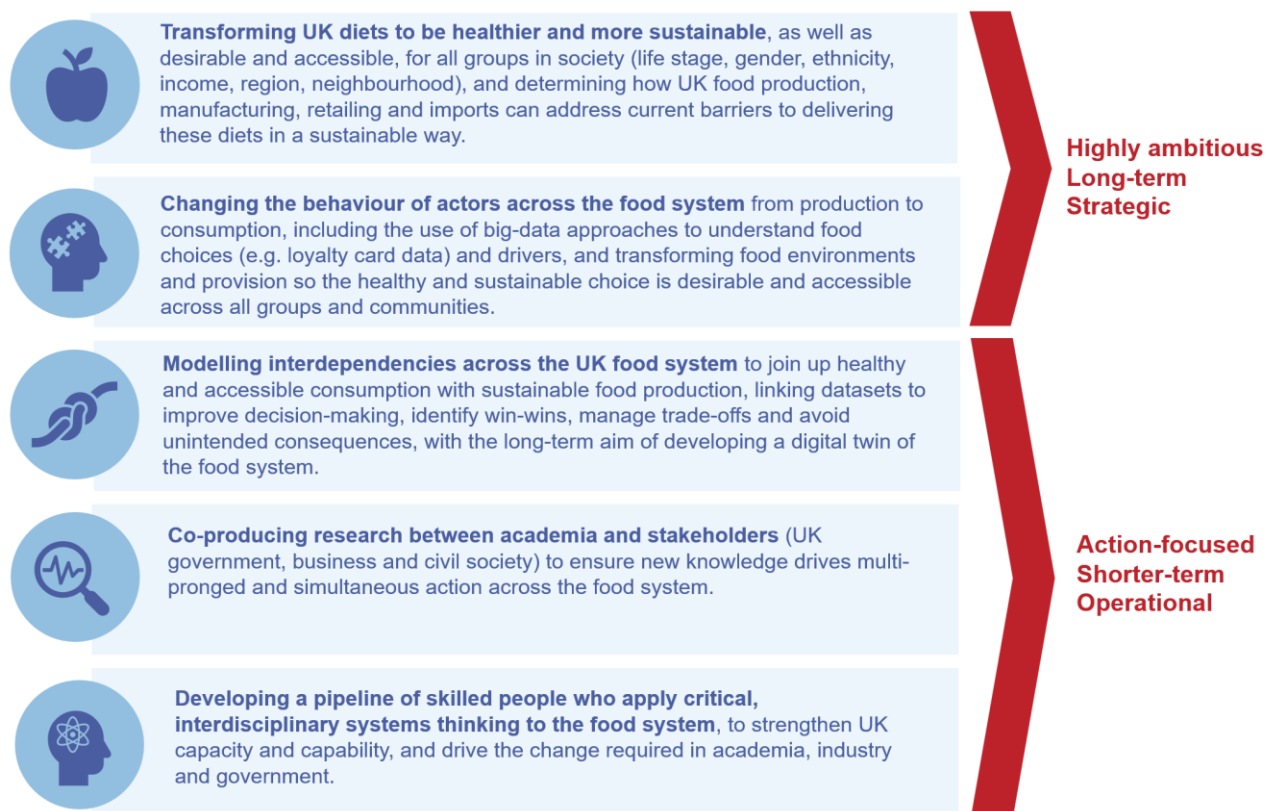 Transforming UK diets to be healthier and more sustainable, as well as
desirable and accessible, for all groups in society (life stage, gender, ethnicity,
income, region, neighbourhood), and determining how UK food production,
manufacturing, retailing and imports can address current barriers to delivering
these diets in a sustainable way.
Highly ambitious
Long-term
Strategic
Changing the behaviour of actors across the food system from production to
consumption, including the use of big-data approaches to understand food
choices (e.g. loyalty card data) and drivers, and transforming food environments
and provision so the healthy and sustainable choice is desirable and accessible
across all groups and communities.
Modelling interdependencies across the UK food system to join up healthy
and accessible consumption with sustainable food production, linking datasets to
improve decision-making, identify win-wins, manage trade-offs and avoid
unintended consequences, with the long-term aim of developing a digital twin of
the food system.
Co-producing research between academia and stakeholders (UK
government, business and civil society) to ensure new knowledge drives multi-
pronged and simultaneous action across the food system.
Action-focused
Shorter-term
Operational
Developing a pipeline of skilled people who apply critical,
interdisciplinary systems thinking to the food system, to strengthen UK
capacity and capability, and drive the change required in academia, industry
and government.